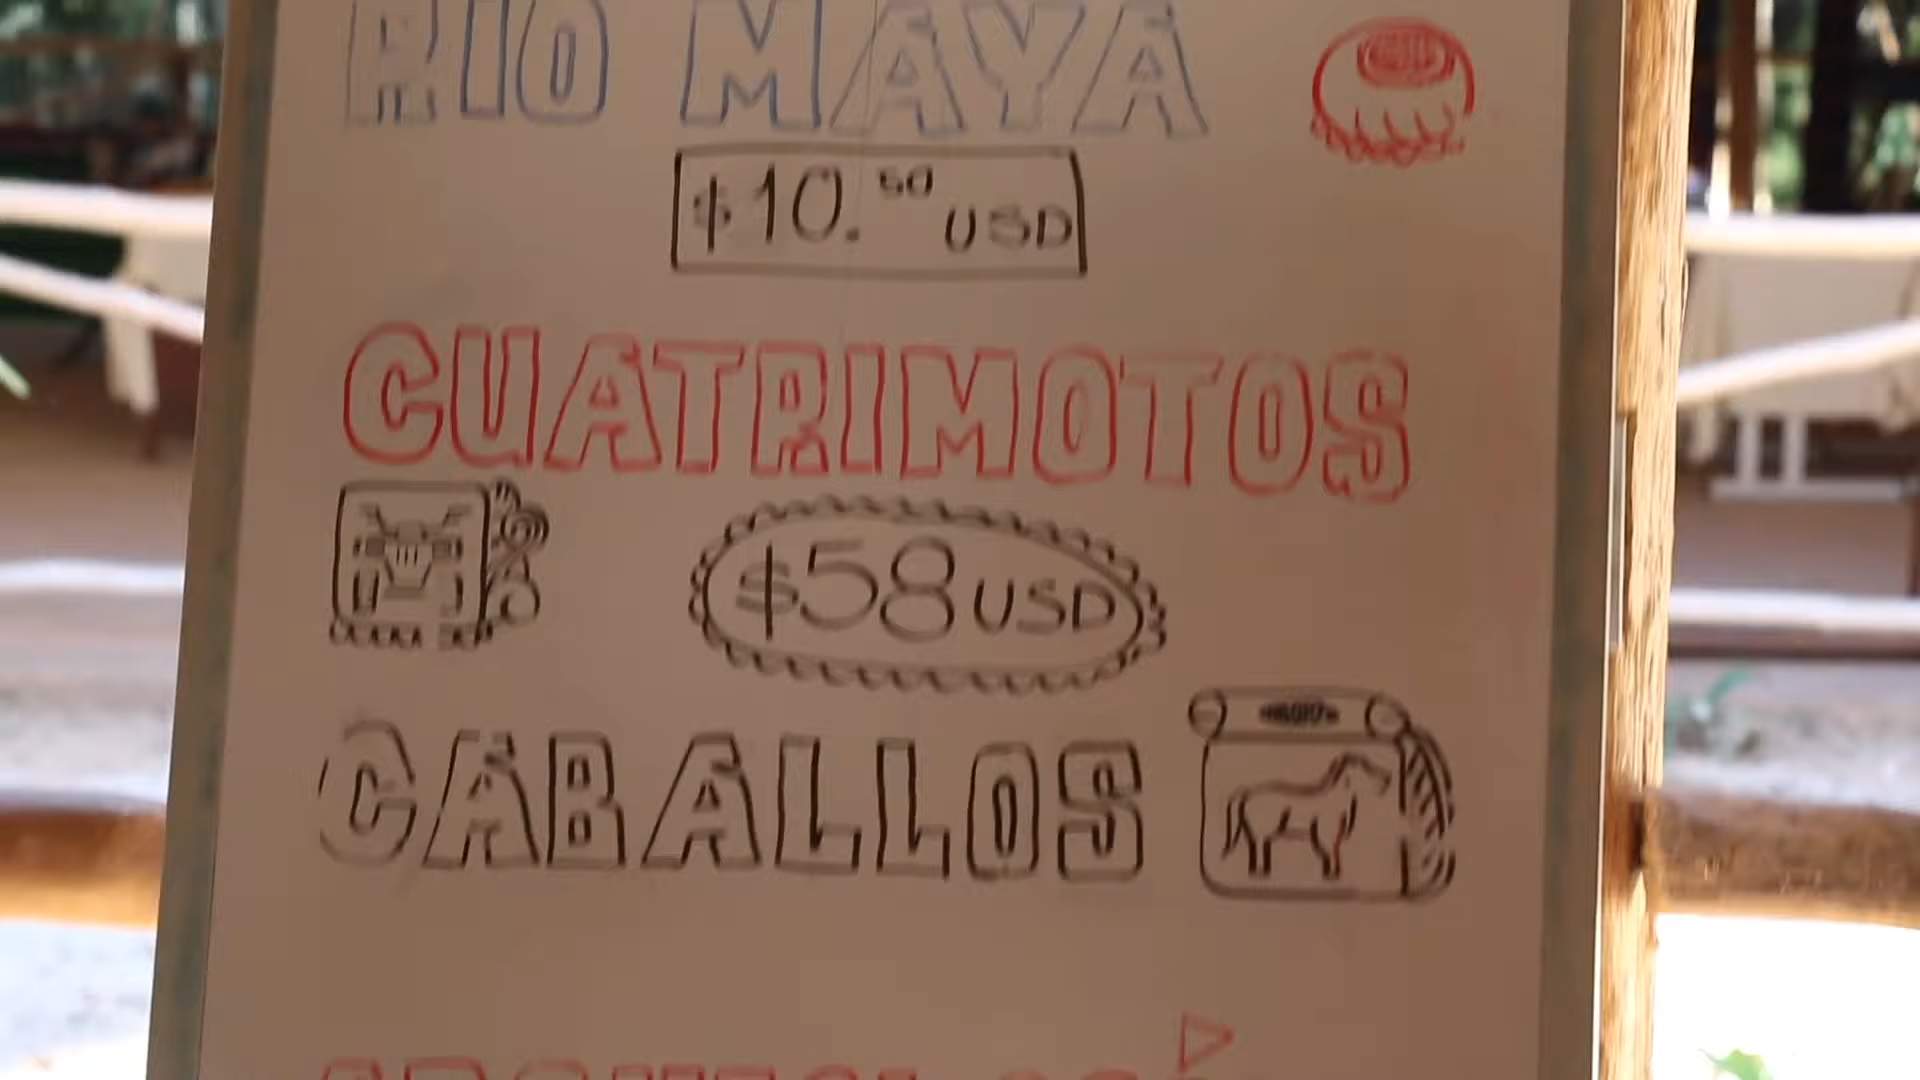 RIO MAYA
$10.50 USD
CUATRIMOTOS
$58 USD
CABALLOS